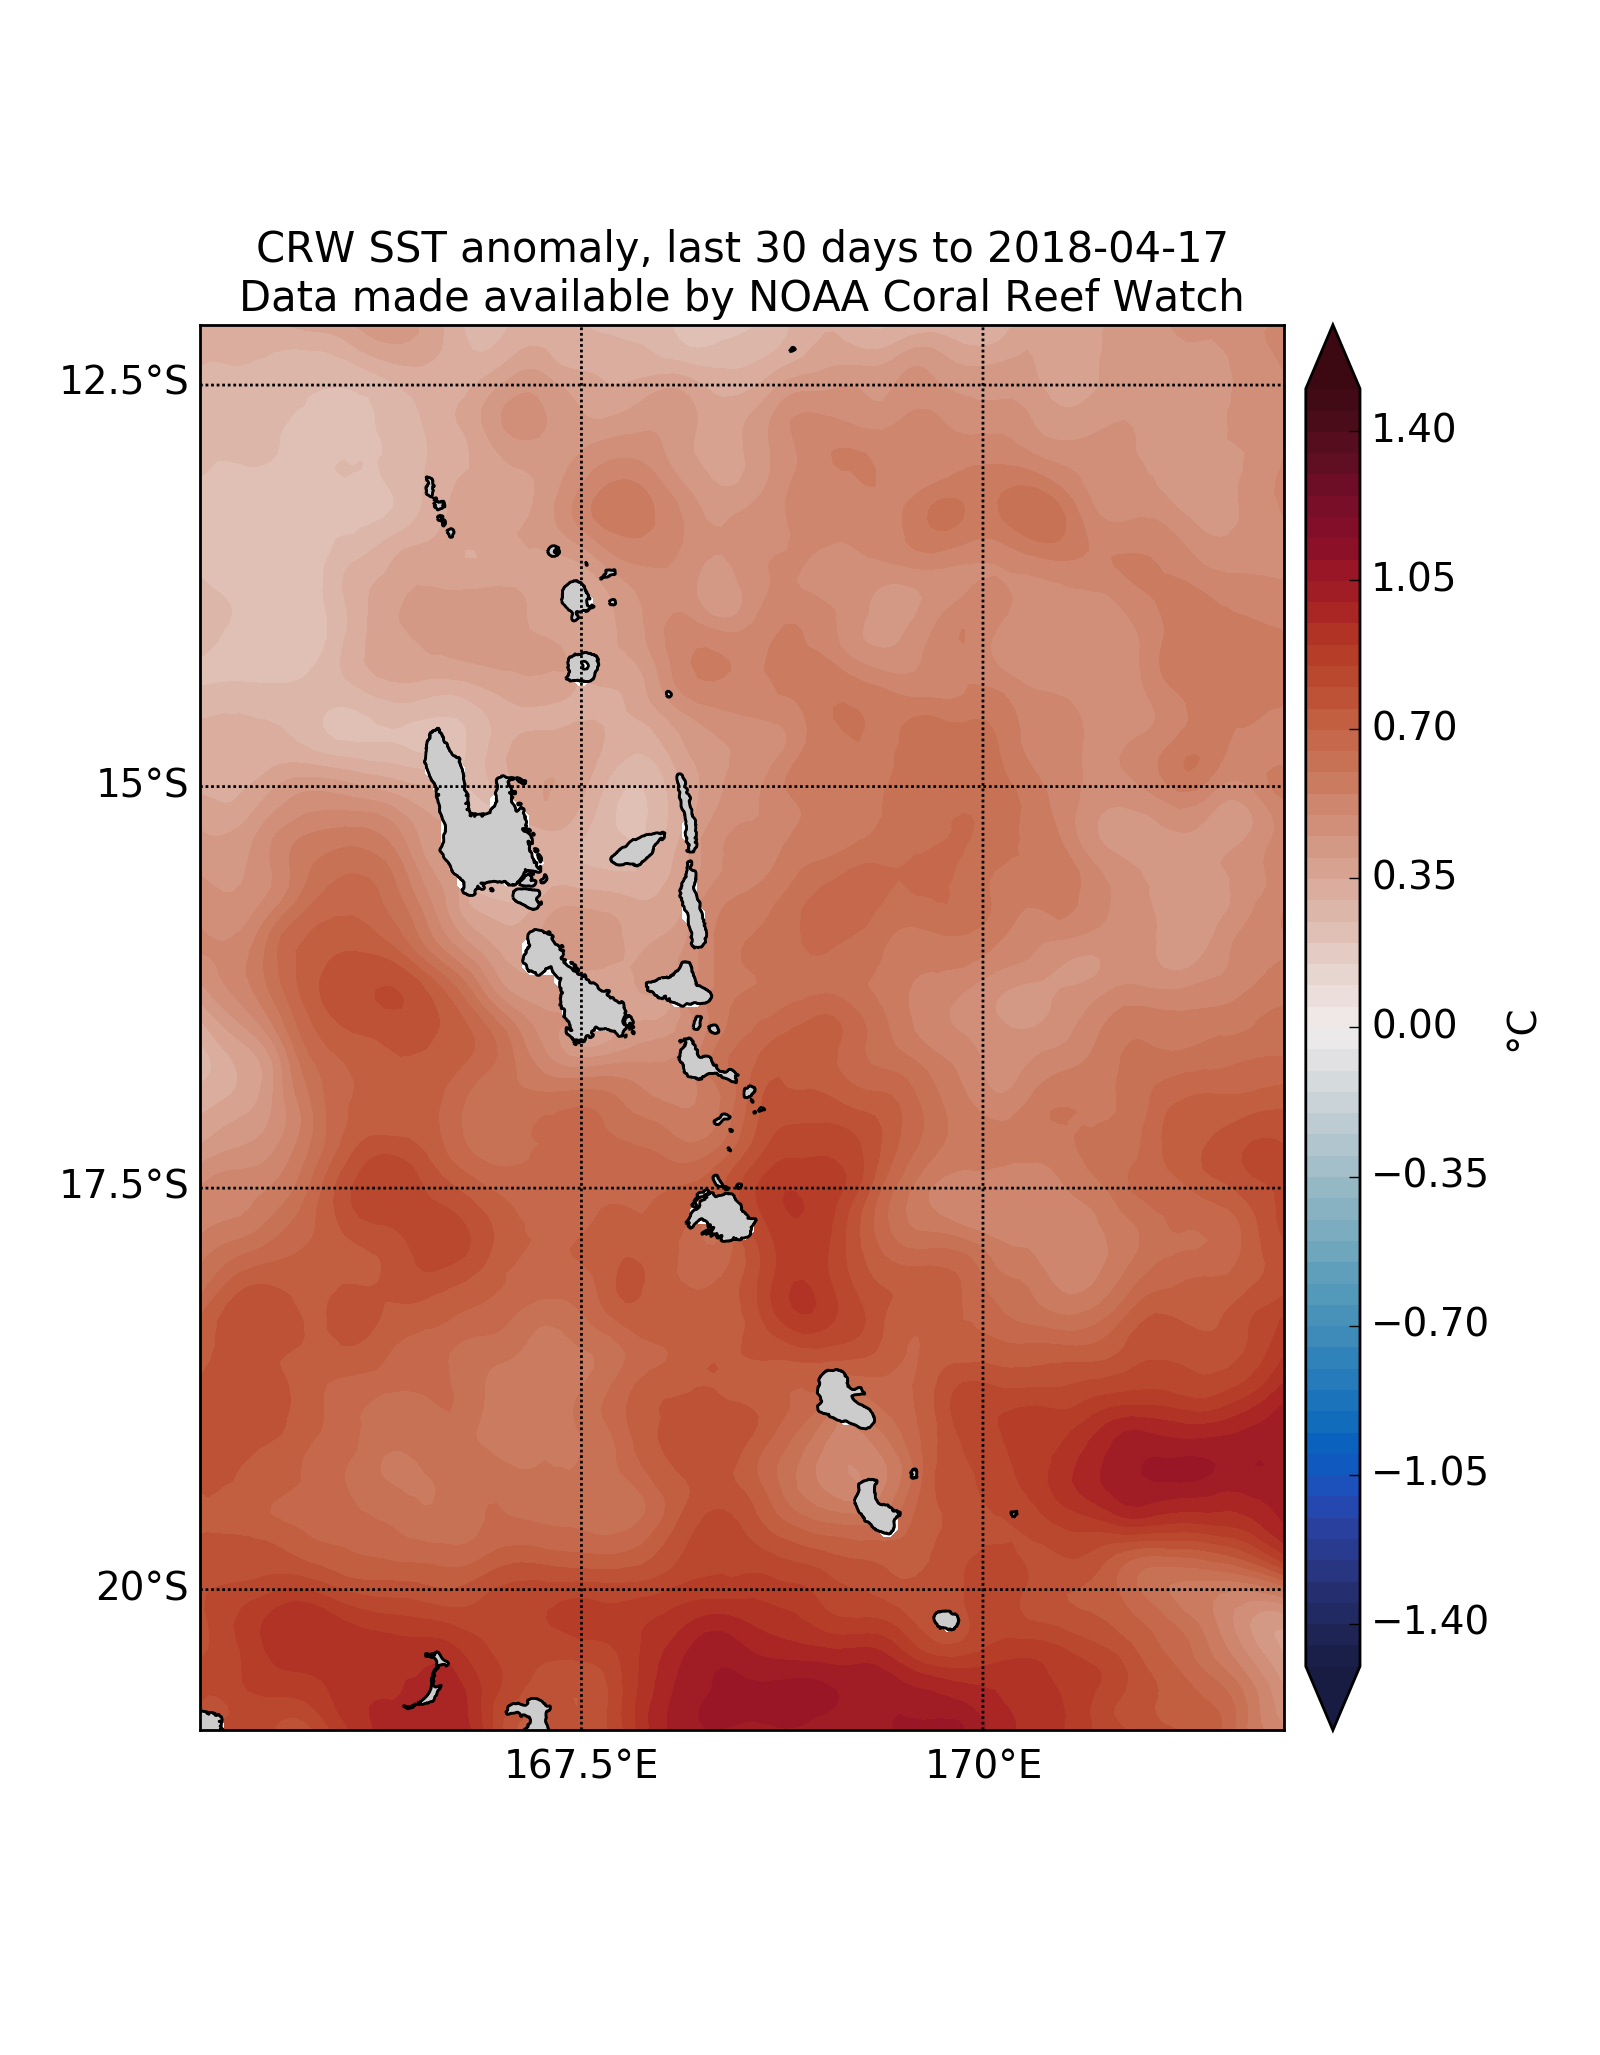 CRW SST anomaly, last 30 days to 2018-04-17
Data made available by NOAA Coral Reef Watch
12.5°S
15°S
17.5°S
20°S
167.5°E
170°E
1.40
1.05
0.70
0.35
0.00
−0.35
−0.70
−1.05
−1.40
°C